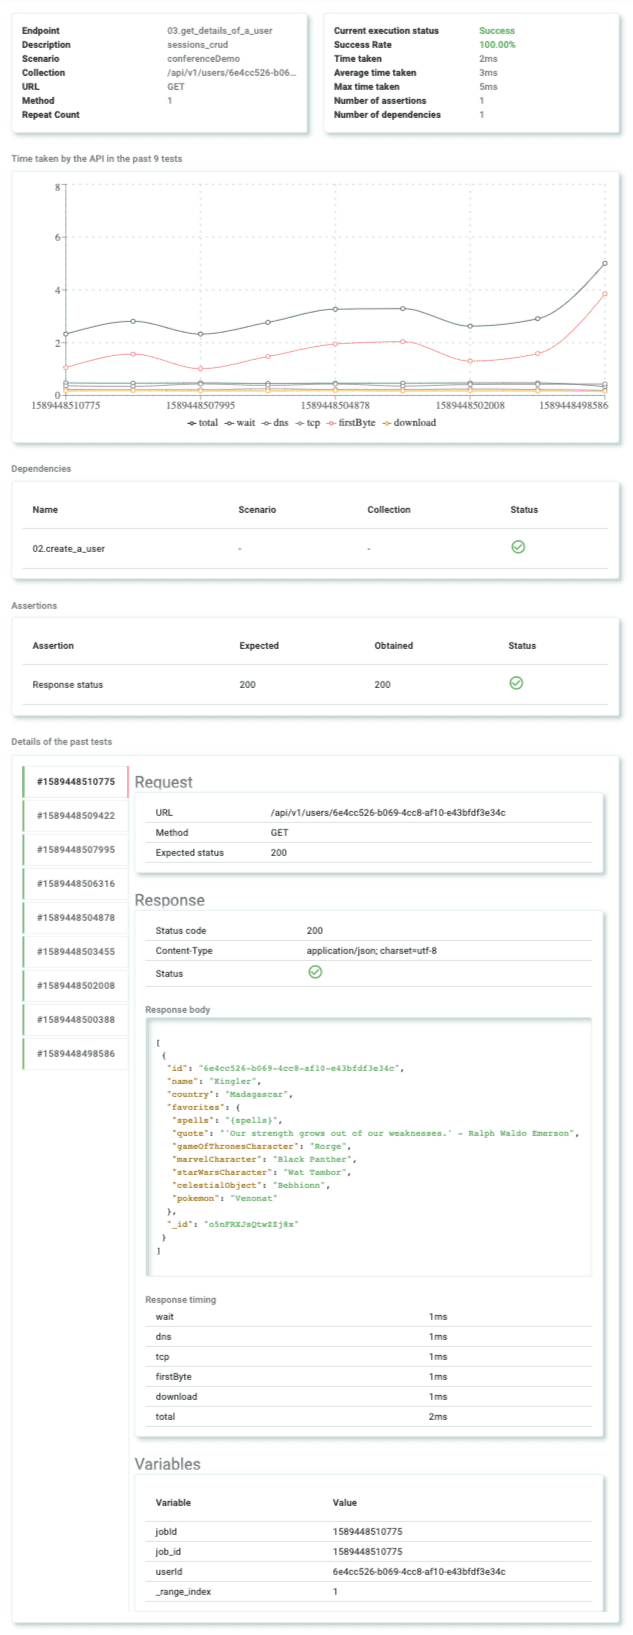 Endpoint 03.get_details_of_a_user
Description sessions_crud
Scenario conferenceDemo
Collection /api/v1/users/6e4cc526-b06...
URL GET
Method 1
Repeat Count
Current execution status Success
Success Rate 100.00%
Time taken 2ms
Average time taken 3ms
Max time taken 5ms
Number of assertions 1
Number of dependencies 1
Time taken by the API in the past 9 tests
8
6
4
2
0
1589448510775 1589448507995 1589448504878 1589448502008 1589448498586
total wait dns tcp firstByte download
Dependencies
Name Scenario Collection Status
02.create_a_user - -
Assertions
Assertion Expected Obtained Status
Response status 200 200
Details of the past tests
#1589448510775
#1589448509422
#1589448507995
#1589448506316
#1589448504878
#1589448503455
#1589448502008
#1589448500388
#1589448498586
Request
URL /api/v1/users/6e4cc526-b069-4cc8-af10-e43bfdf3e34c
Method GET
Expected status 200
Response
Status code 200
Content-Type application/json; charset=utf-8
Status
Response body
[
{
"id": "6e4cc526-b069-4cc8-af10-e43bfdf3e34c",
"name": "Kingler",
"country": "Madagascar",
"favorites": {
"spells": "{spells}",
"quote": "'Our strength grows out of our weaknesses.' - Ralph Waldo Emerson",
"gameOfThronesCharacter": "Rorge",
"marvelCharacter": "Black Panther",
"starWarsCharacter": "Wat Tambor",
"celestialObject": "Bebhionn",
"pokemon": "Venonat"
},
"_id": "o5nFRXJsQtwZZj8x"
}
]
Response timing
wait 1ms
dns 1ms
tcp 1ms
firstByte 1ms
download 1ms
total 2ms
Variables
Variable Value
jobId 1589448510775
job_id 1589448510775
userId 6e4cc526-b069-4cc8-af10-e43bfdf3e34c
_range_index 1